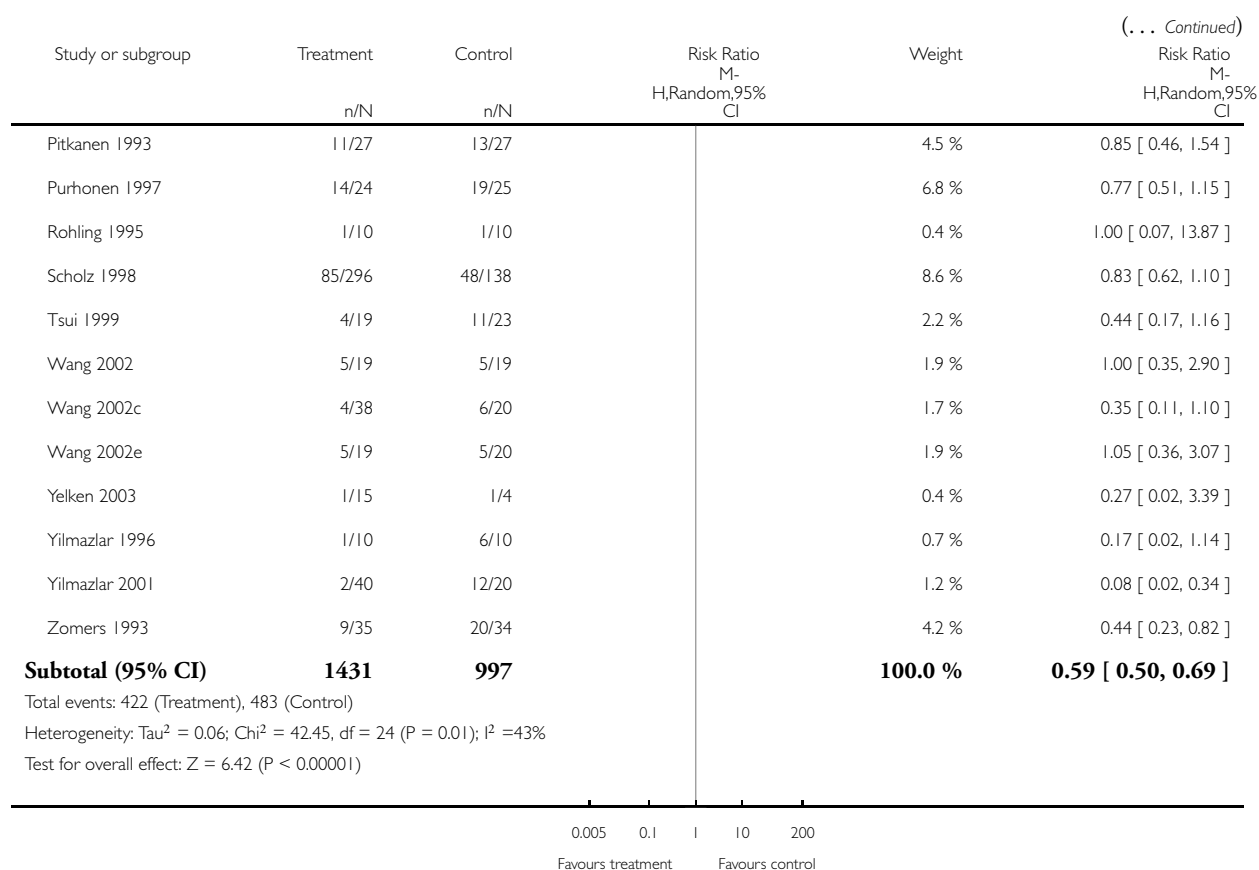 (... Continued)
Study or subgroup Treatment Control Risk Ratio Weight Risk Ratio
M- M-
H,Random,95% H,Random,95%
n/N n/N CI CI
Pitkanen 1993 11/27 13/27 4.5 % 0.85 [ 0.46, 1.54 ]
Purhonen 1997 14/24 19/25 6.8 % 0.77 [ 0.51, 1.15 ]
Rohling 1995 1/10 1/10 0.4 % 1.00 [ 0.07, 13.87 ]
Scholz 1998 85/296 48/138 8.6 % 0.83 [ 0.62, 1.10 ]
Tsui 1999 4/19 11/23 2.2 % 0.44 [ 0.17, 1.16 ]
Wang 2002 5/19 5/19 1.9 % 1.00 [ 0.35, 2.90 ]
Wang 2002c 4/38 6/20 1.7 % 0.35 [ 0.11, 1.10 ]
Wang 2002e 5/19 5/20 1.9 % 1.05 [ 0.36, 3.07 ]
Yelken 2003 1/15 1/4 0.4 % 0.27 [ 0.02, 3.39 ]
Yilmazlar 1996 1/10 6/10 0.7 % 0.17 [ 0.02, 1.14 ]
Yilmazlar 2001 2/40 12/20 1.2 % 0.08 [ 0.02, 0.34 ]
Zomers 1993 9/35 20/34 4.2 % 0.44 [ 0.23, 0.82 ]
Subtotal (95% CI) 1431 997 100.0 % 0.59 [ 0.50, 0.69 ]
Total events: 422 (Treatment), 483 (Control)
Heterogeneity: Tau² = 0.06; Chi² = 42.45, df = 24 (P = 0.01); I² =43%
Test for overall effect: Z = 6.42 (P < 0.00001)
0.005 0.1 1 10 200
Favours treatment Favours control